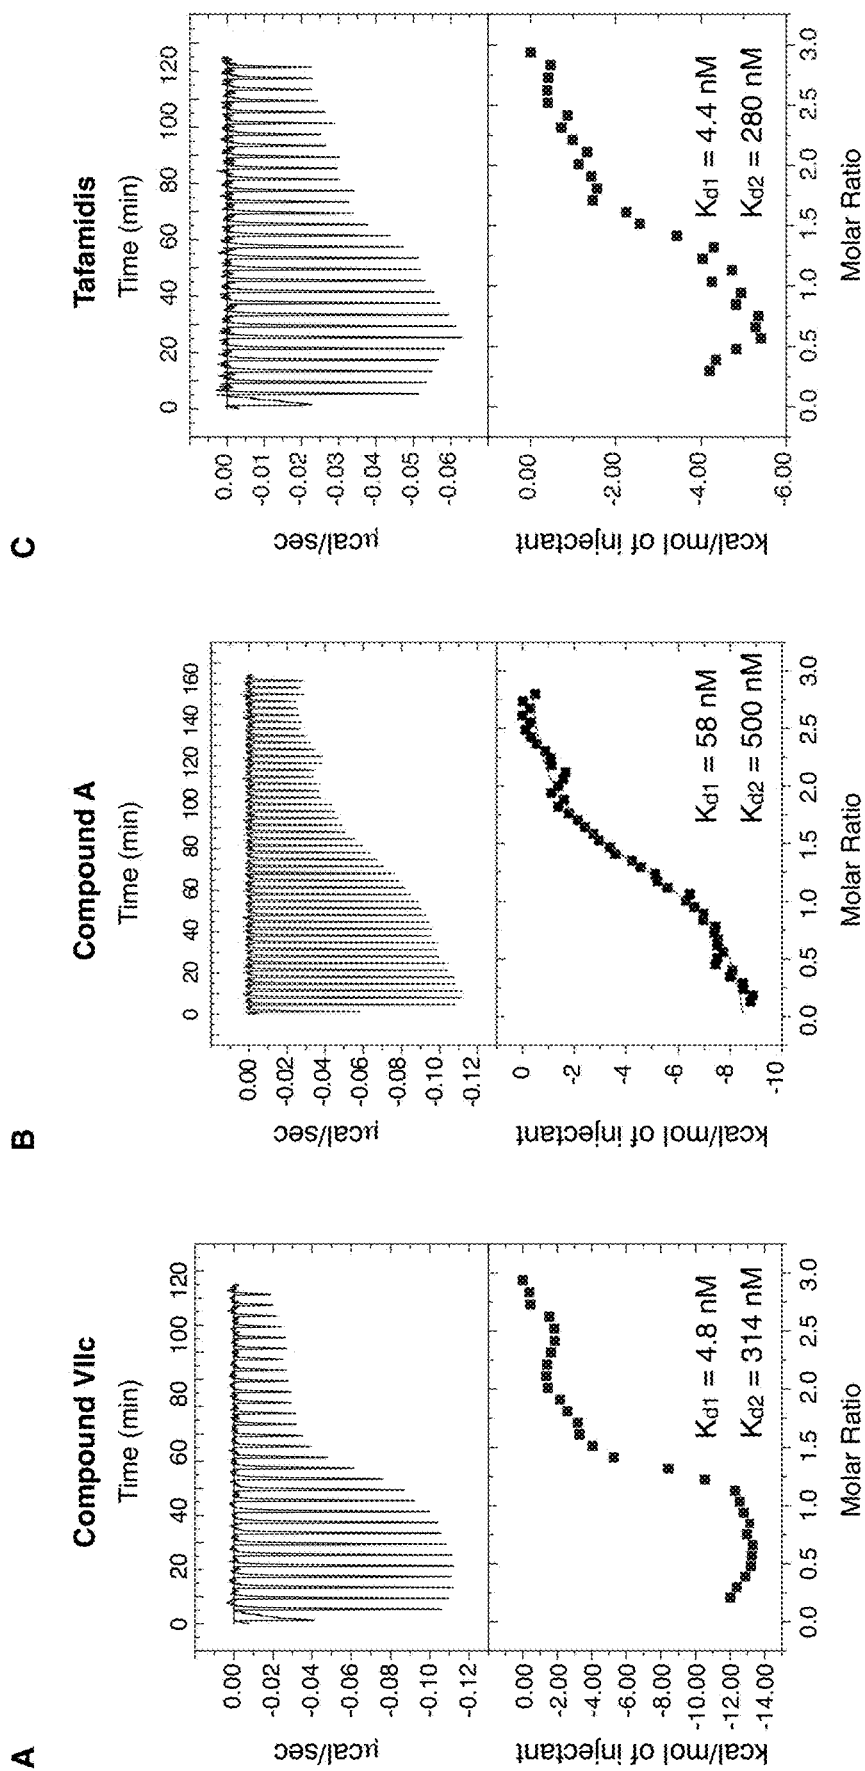 A
Compound VIIc
Time (min)
0 20 40 60 80 100 120
0.00
-0.02
-0.04
-0.06
-0.08
-0.10
-0.12
µcal/sec
0.00
-2.00
-4.00
-6.00
-8.00
-10.00
-12.00
-14.00
kcal/mol of injectant
Kd1 = 4.8 nM
Kd2 = 314 nM
0.0 0.5 1.0 1.5 2.0 2.5 3.0
Molar Ratio
B
Compound A
Time (min)
0 20 40 60 80 100 120 140 160
0.00
-0.02
-0.04
-0.06
-0.08
-0.10
-0.12
µcal/sec
0
-2
-4
-6
-8
-10
kcal/mol of injectant
Kd1 = 58 nM
Kd2 = 500 nM
0.0 0.5 1.0 1.5 2.0 2.5 3.0
Molar Ratio
C
Tafamidis
Time (min)
0 20 40 60 80 100 120
0.00
-0.01
-0.02
-0.03
-0.04
-0.05
-0.06
µcal/sec
0.00
-2.00
-4.00
-6.00
kcal/mol of injectant
Kd1 = 4.4 nM
Kd2 = 280 nM
0.0 0.5 1.0 1.5 2.0 2.5 3.0
Molar Ratio